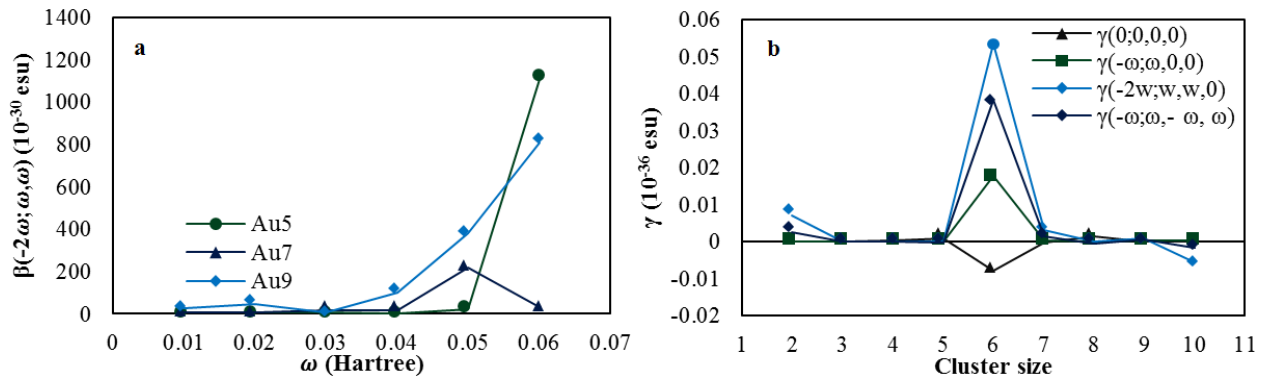 a
β(-2ω;ω,ω) (10⁻³⁰ esu)
1400
1200
1000
800
600
400
200
0
Au5
Au7
Au9
0 0.01 0.02 0.03 0.04 0.05 0.06 0.07
ω (Hartree)
b
γ (10⁻³⁶ esu)
0.06
0.05
0.04
0.03
0.02
0.01
0
-0.01
-0.02
γ(0;0,0,0)
γ(-ω;ω,0,0)
γ(-2w;w,w,0)
γ(-ω;ω,- ω, ω)
1 2 3 4 5 6 7 8 9 10 11
Cluster size